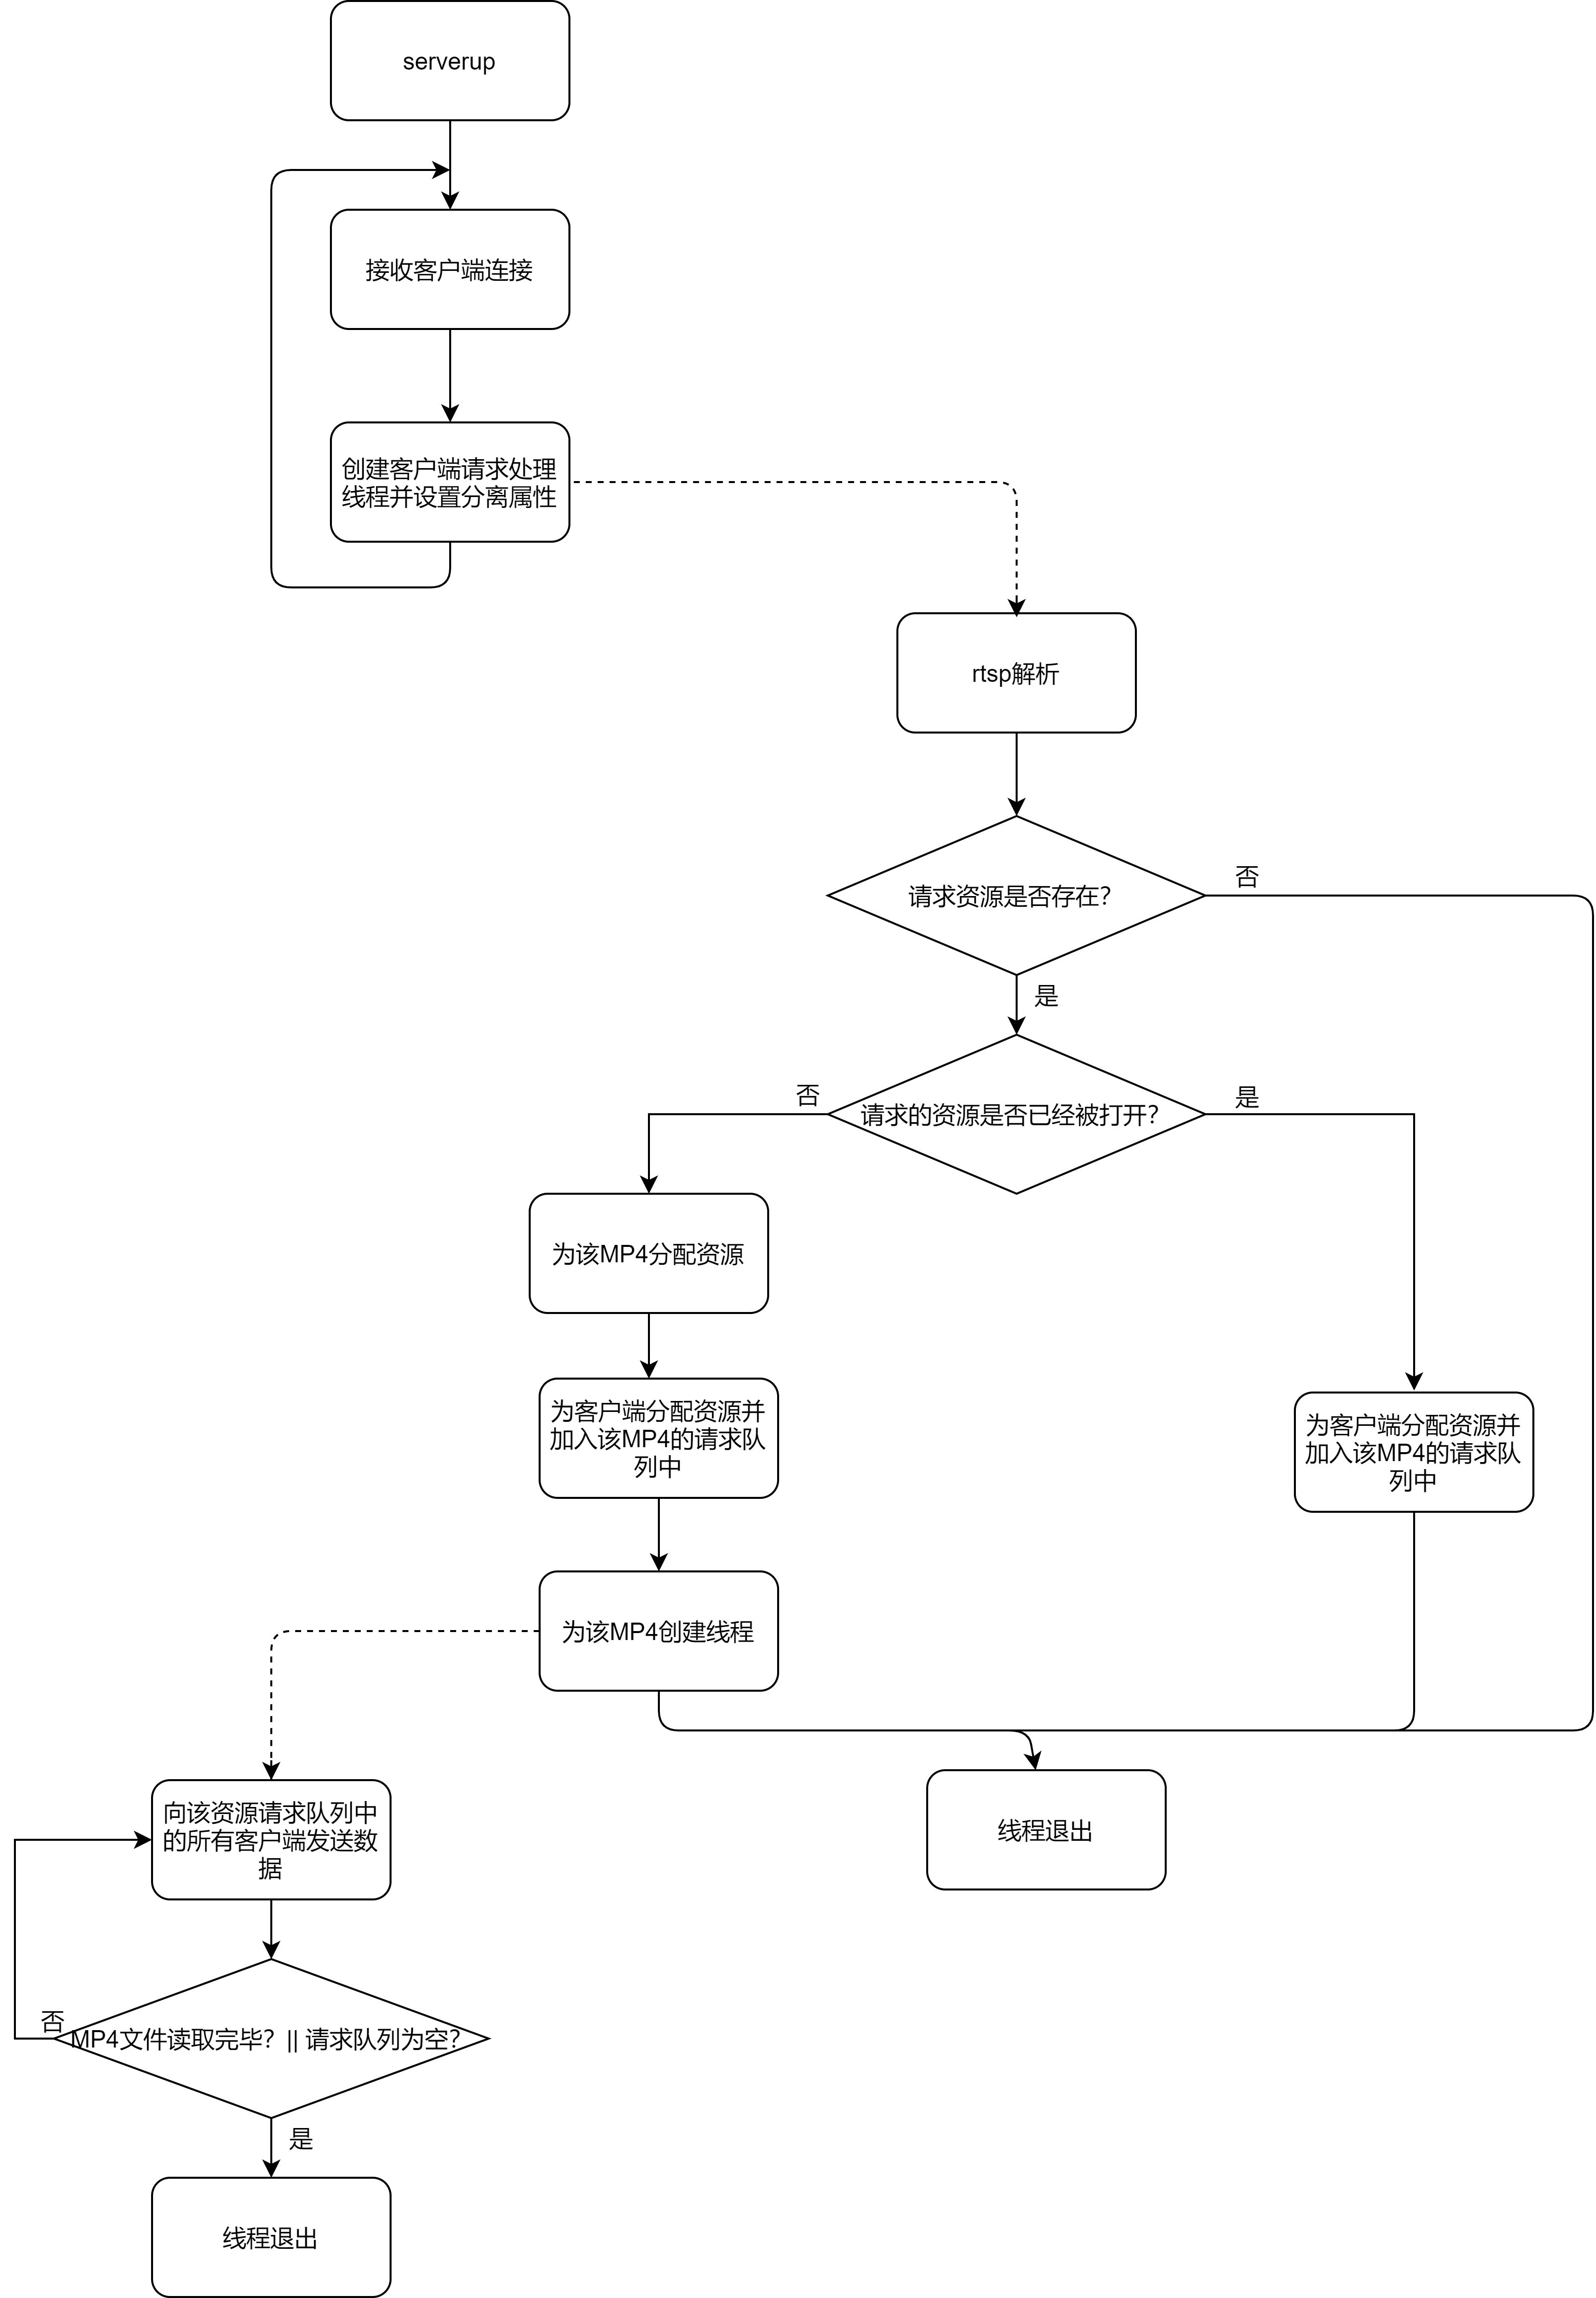 serverup
接收客户端连接
创建客户端请求处理
线程并设置分离属性
rtsp解析
请求资源是否存在？
否
是
请求的资源是否已经被打开？
否
是
为该MP4分配资源
为客户端分配资源并
加入该MP4的请求队
列中
为客户端分配资源并
加入该MP4的请求队
列中
为该MP4创建线程
向该资源请求队列中
的所有客户端发送数
据
线程退出
否
MP4文件读取完毕？|| 请求队列为空？
是
线程退出